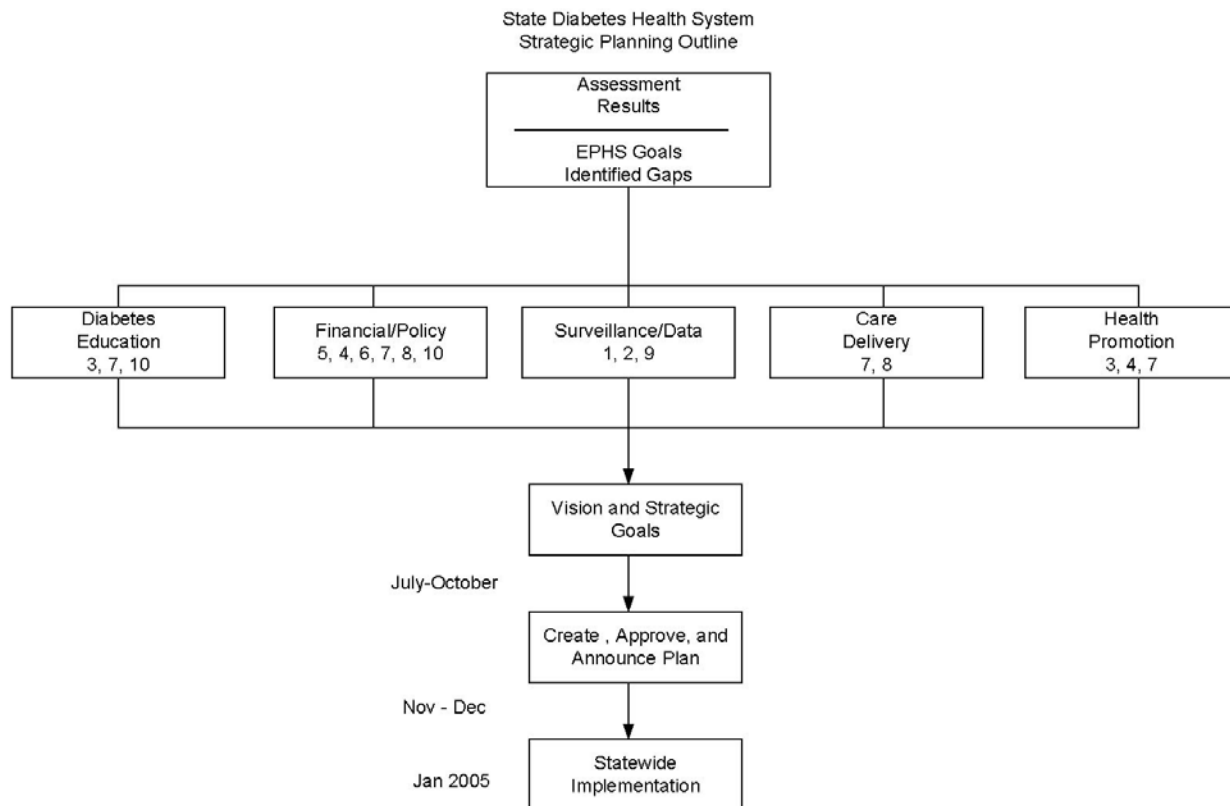 State Diabetes Health System
Strategic Planning Outline
Assessment
Results
EPHS Goals
Identified Gaps
Diabetes
Education
3, 7, 10
Financial/Policy
5, 4, 6, 7, 8, 10
Surveillance/Data
1, 2, 9
Care
Delivery
7, 8
Health
Promotion
3, 4, 7
Vision and Strategic
Goals
July-October
Create , Approve, and
Announce Plan
Nov - Dec
Statewide
Implementation
Jan 2005